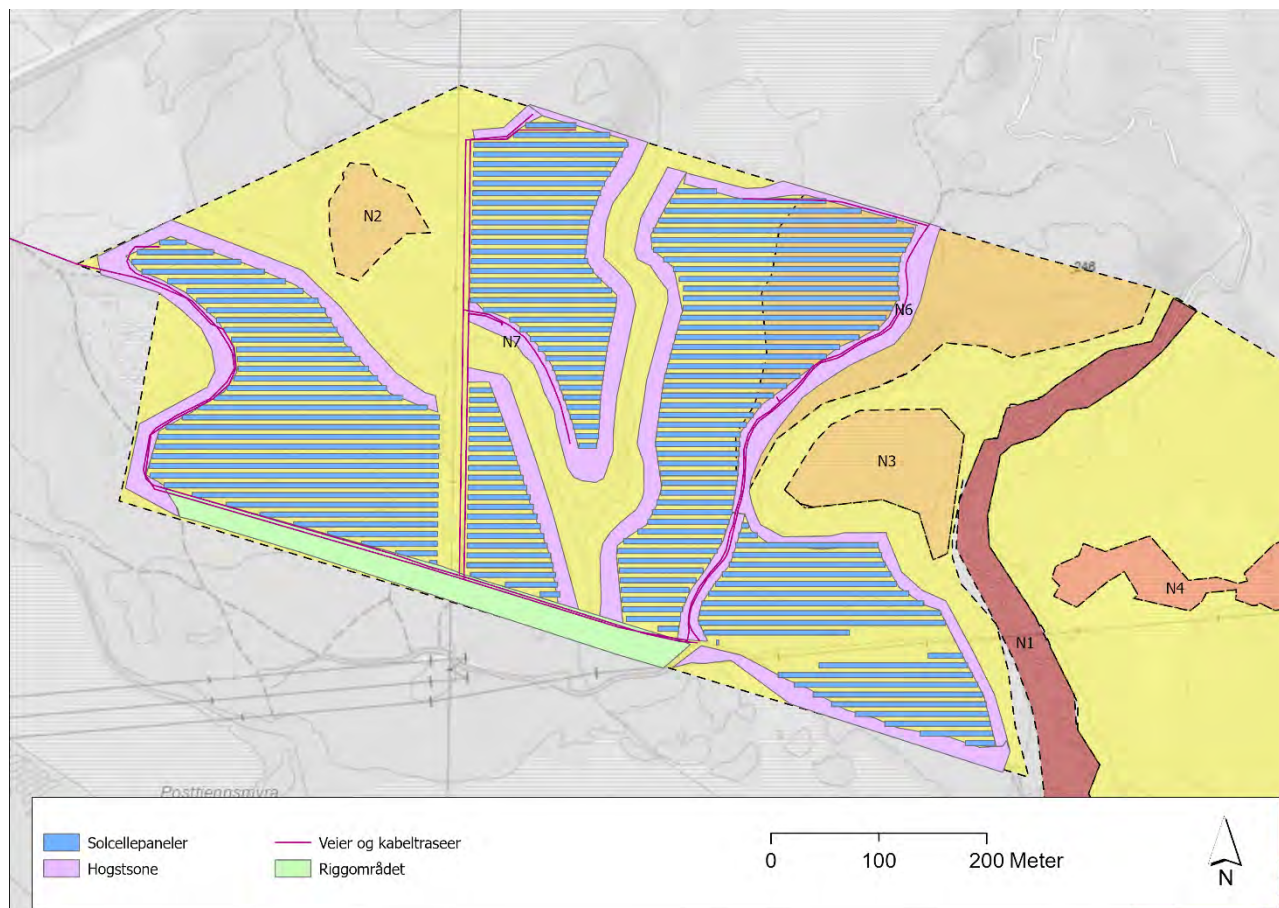 N2
248
N6
N7
N3
N4
N1
Posttjennsmyra
Solcellepaneler
Veier og kabeltraseer
Hogstsone
Riggområdet
0
100
200 Meter
N